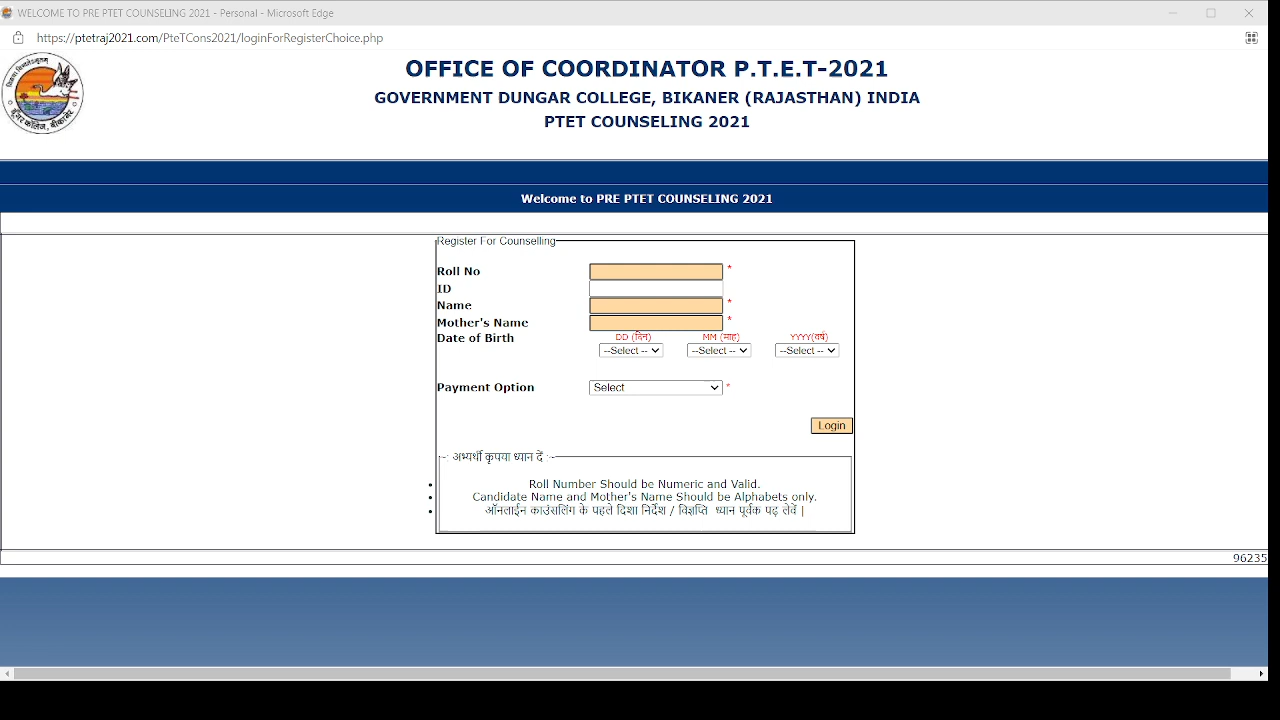 WELCOME TO PRE PTET COUNSELING 2021 - Personal - Microsoft Edge
https://ptetraj2021.com/PteTCons2021/loginForRegisterChoice.php
OFFICE OF COORDINATOR P.T.E.T-2021
GOVERNMENT DUNGAR COLLEGE, BIKANER (RAJASTHAN) INDIA
PTET COUNSELING 2021
Welcome to PRE PTET COUNSELING 2021
Register For Counselling
Roll No *
ID
Name *
Mother's Name *
Date of Birth DD (दिन) MM (माह) YYYY(वर्ष)
--Select -- --Select -- --Select --
Payment Option Select *
Login
-: अभ्यर्थी कृपया ध्यान दें :-
Roll Number Should be Numeric and Valid.
Candidate Name and Mother's Name Should be Alphabets only.
ऑनलाईन काउंसलिंग के पहले दिशा निर्देश / विज्ञप्ति ध्यान पूर्वक पढ़ लेवें |
96235